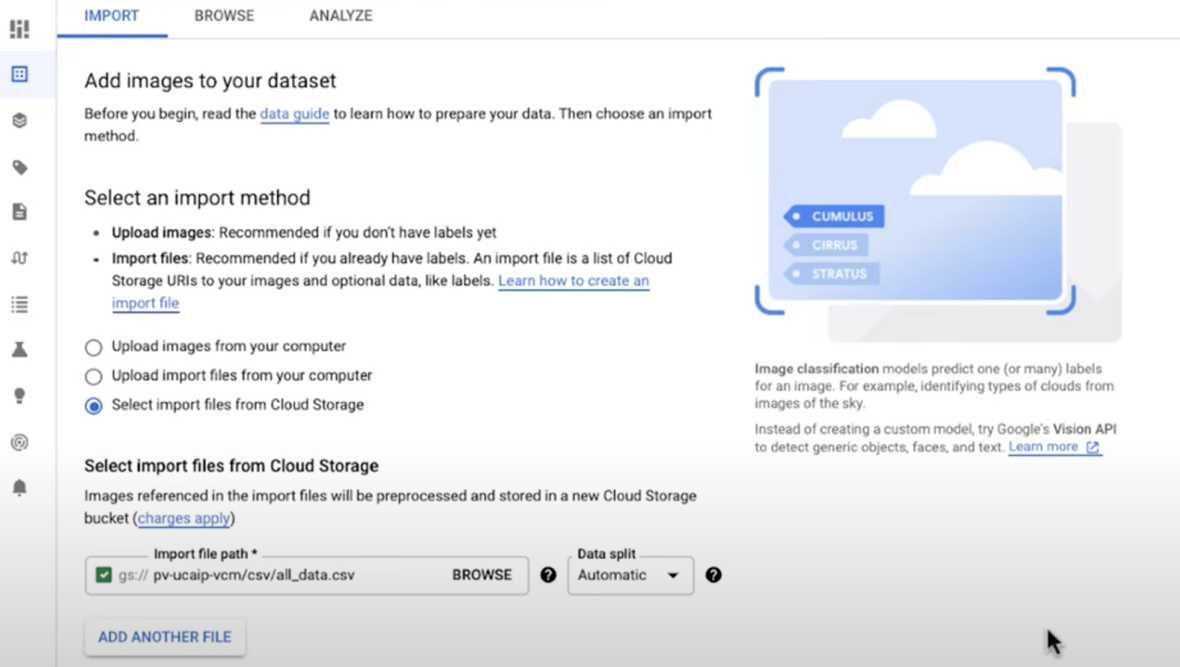 IMPORT
BROWSE
ANALYZE
Add images to your dataset
Before you begin, read the data guide to learn how to prepare your data. Then choose an import
method.
Select an import method
• Upload images: Recommended if you don't have labels yet
• Import files: Recommended if you already have labels. An import file is a list of Cloud
Storage URIs to your images and optional data, like labels. Learn how to create an
import file
Upload images from your computer
Upload import files from your computer
Select import files from Cloud Storage
Select import files from Cloud Storage
Images referenced in the import files will be preprocessed and stored in a new Cloud Storage
bucket (charges apply)
Import file path *
gs:// pv-ucaip-vcm/csv/all_data.csv
BROWSE
Data split
Automatic
ADD ANOTHER FILE
CUMULUS
CIRRUS
STRATUS
Image classification models predict one (or many) labels
for an image. For example, identifying types of clouds from
images of the sky.
Instead of creating a custom model, try Google's Vision API
to detect generic objects, faces, and text. Learn more